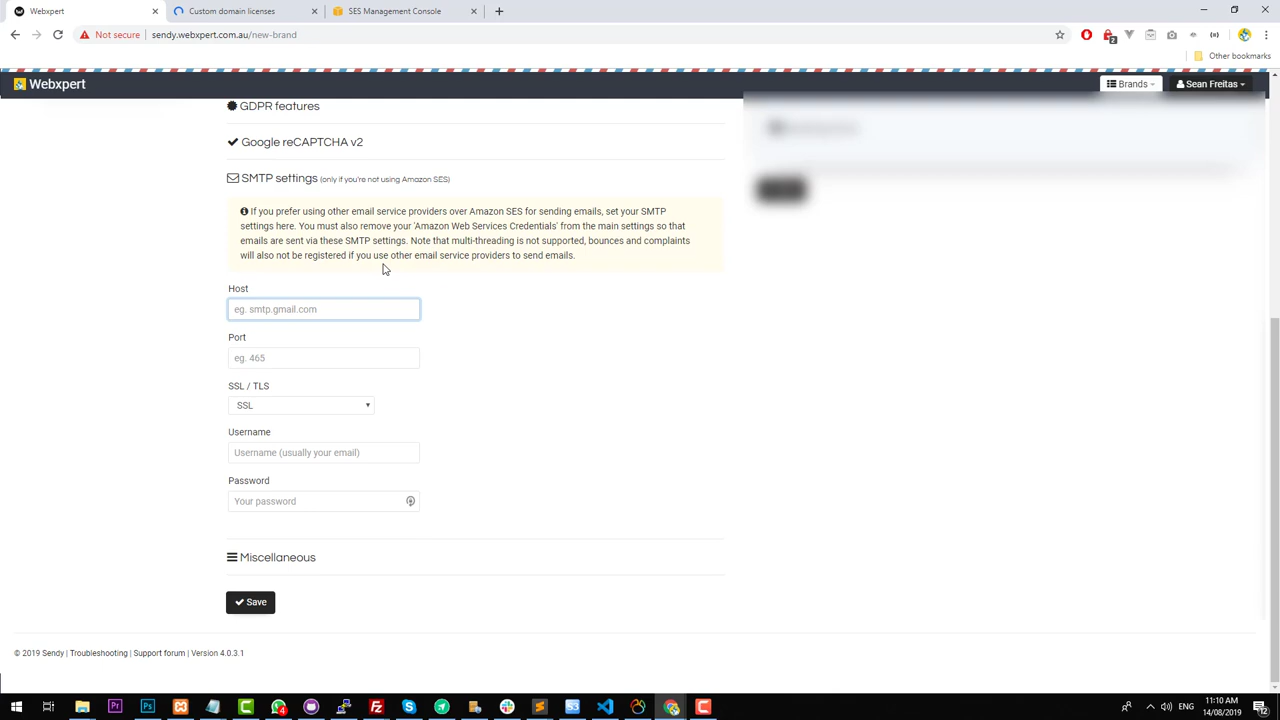 Webxpert
Custom domain licenses
SES Management Console
Not secure
sendy.webxpert.com.au/new-brand
2
Other bookmarks
Webxpert
Brands
Sean Freitas
GDPR features
Google reCAPTCHA v2
SMTP settings (only if you're not using Amazon SES)
If you prefer using other email service providers over Amazon SES for sending emails, set your SMTP
settings here. You must also remove your 'Amazon Web Services Credentials' from the main settings so that
emails are sent via these SMTP settings. Note that multi-threading is not supported, bounces and complaints
will also not be registered if you use other email service providers to send emails.
Host
eg. smtp.gmail.com
Port
eg. 465
SSL / TLS
SSL
Username
Username (usually your email)
Password
Your password
Miscellaneous
Save
© 2019 Sendy | Troubleshooting | Support forum | Version 4.0.3.1
Pr
Ps
4
ENG
11:10 AM
14/08/2019
12